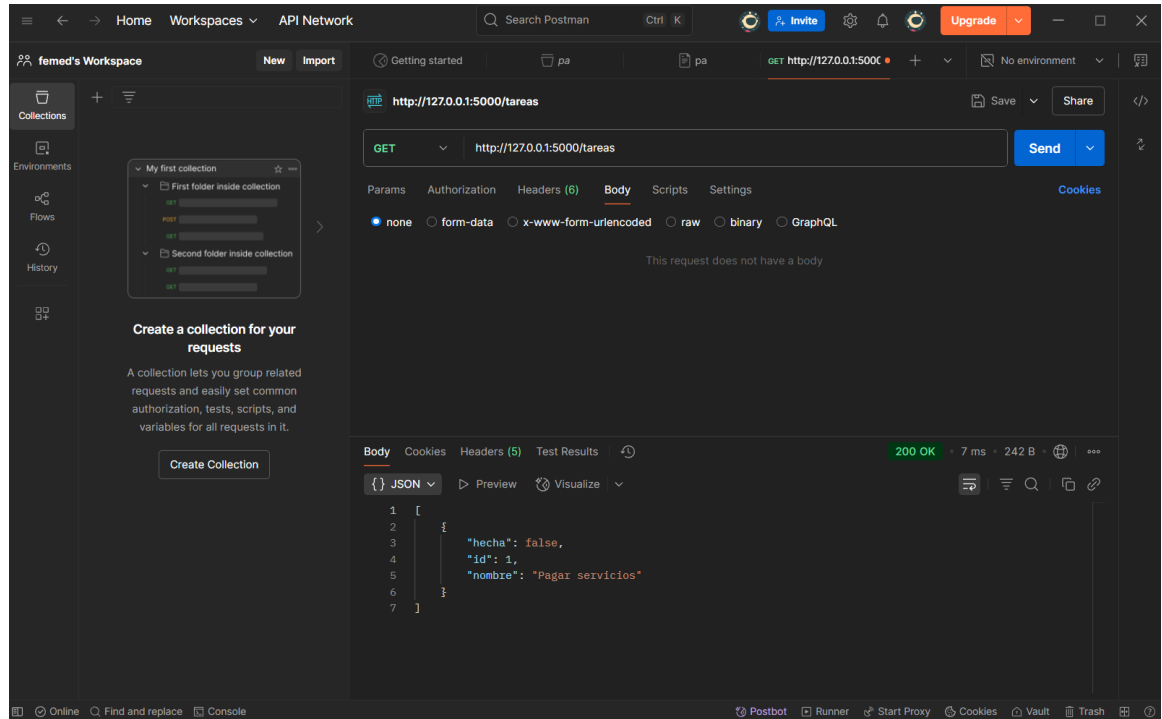 Home Workspaces API Network Search Postman Ctrl K Invite Upgrade
femed's Workspace New Import Getting started pa pa GET http://127.0.0.1:5000 No environment
Collections
Environments
Flows
History
My first collection
First folder inside collection
GET
POST
GET
Second folder inside collection
GET
GET
Create a collection for your
requests
A collection lets you group related
requests and easily set common
authorization, tests, scripts, and
variables for all requests in it.
Create Collection
HTTP http://127.0.0.1:5000/tareas Save Share
GET http://127.0.0.1:5000/tareas Send
Params Authorization Headers (6) Body Scripts Settings Cookies
none form-data x-www-form-urlencoded raw binary GraphQL
This request does not have a body
Body Cookies Headers (5) Test Results 200 OK 7 ms 242 B
{} JSON Preview Visualize
1 [
2 {
3 "hecha": false,
4 "id": 1,
5 "nombre": "Pagar servicios"
6 }
7 ]
Online Find and replace Console Postbot Runner Start Proxy Cookies Vault Trash